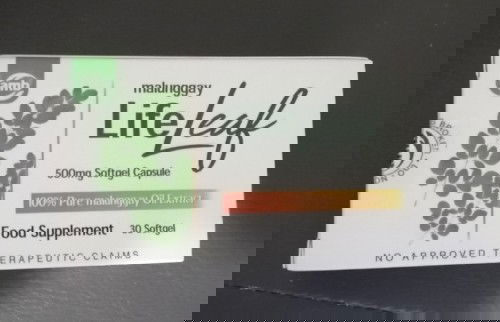 malunggay
Life Leaf
500mg Softgel Capsule
100% Pure malunggay Oil Extract
Food Supplement
30 Softgel
NO APPROVED THERAPEUTIC CLAIMS